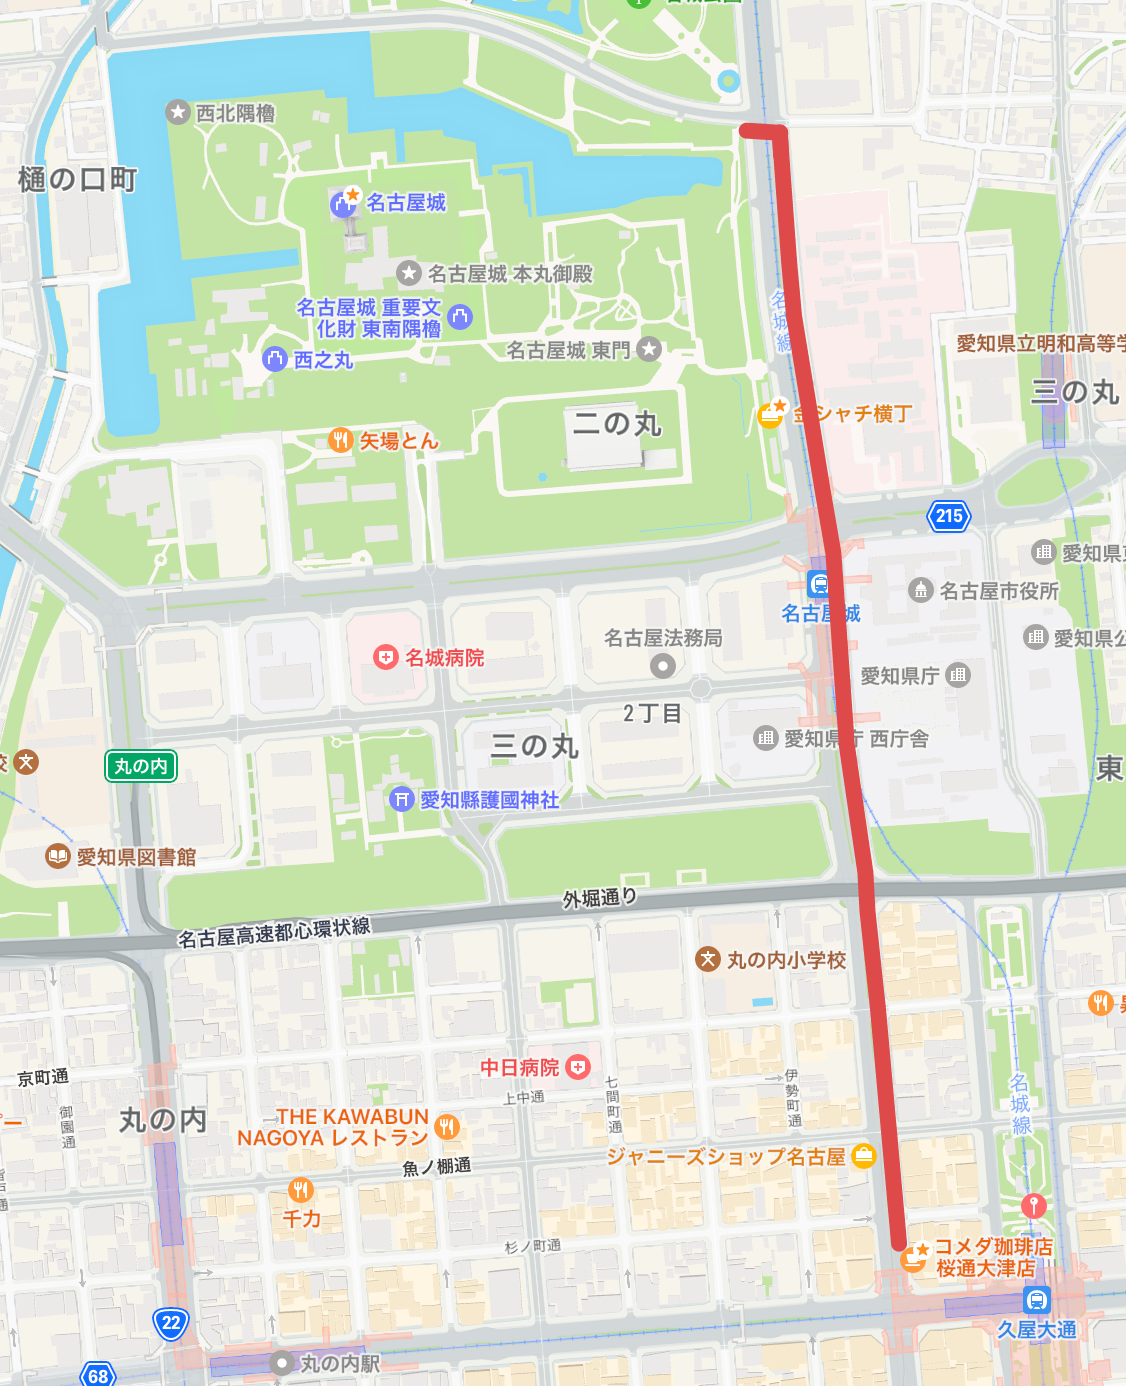 西北隅櫓
樋の口町
名古屋城
名古屋城 本丸御殿
名城線
名古屋城 重要文
化財 東南隅櫓
西之丸
名古屋城 東門
愛知県立明和高等学
三の丸
金シャチ横丁
二の丸
矢場とん
215
愛知県
名古屋市役所
名古屋城
名古屋法務局
愛知県公
名城病院
愛知県庁
2丁目
三の丸
愛知県庁 西庁舎
校
丸の内
東
愛知縣護國神社
愛知県図書館
外堀通り
名古屋高速都心環状線
丸の内小学校
中日病院
京町通
上中通
七間町通
伊勢町通
名城線
御園通
丸の内
THE KAWABUN
NAGOYA レストラン
ジャニーズショップ名古屋
魚ノ棚通
千力
杉ノ町通
コメダ珈琲店
桜通大津店
22
久屋大通
丸の内駅
68